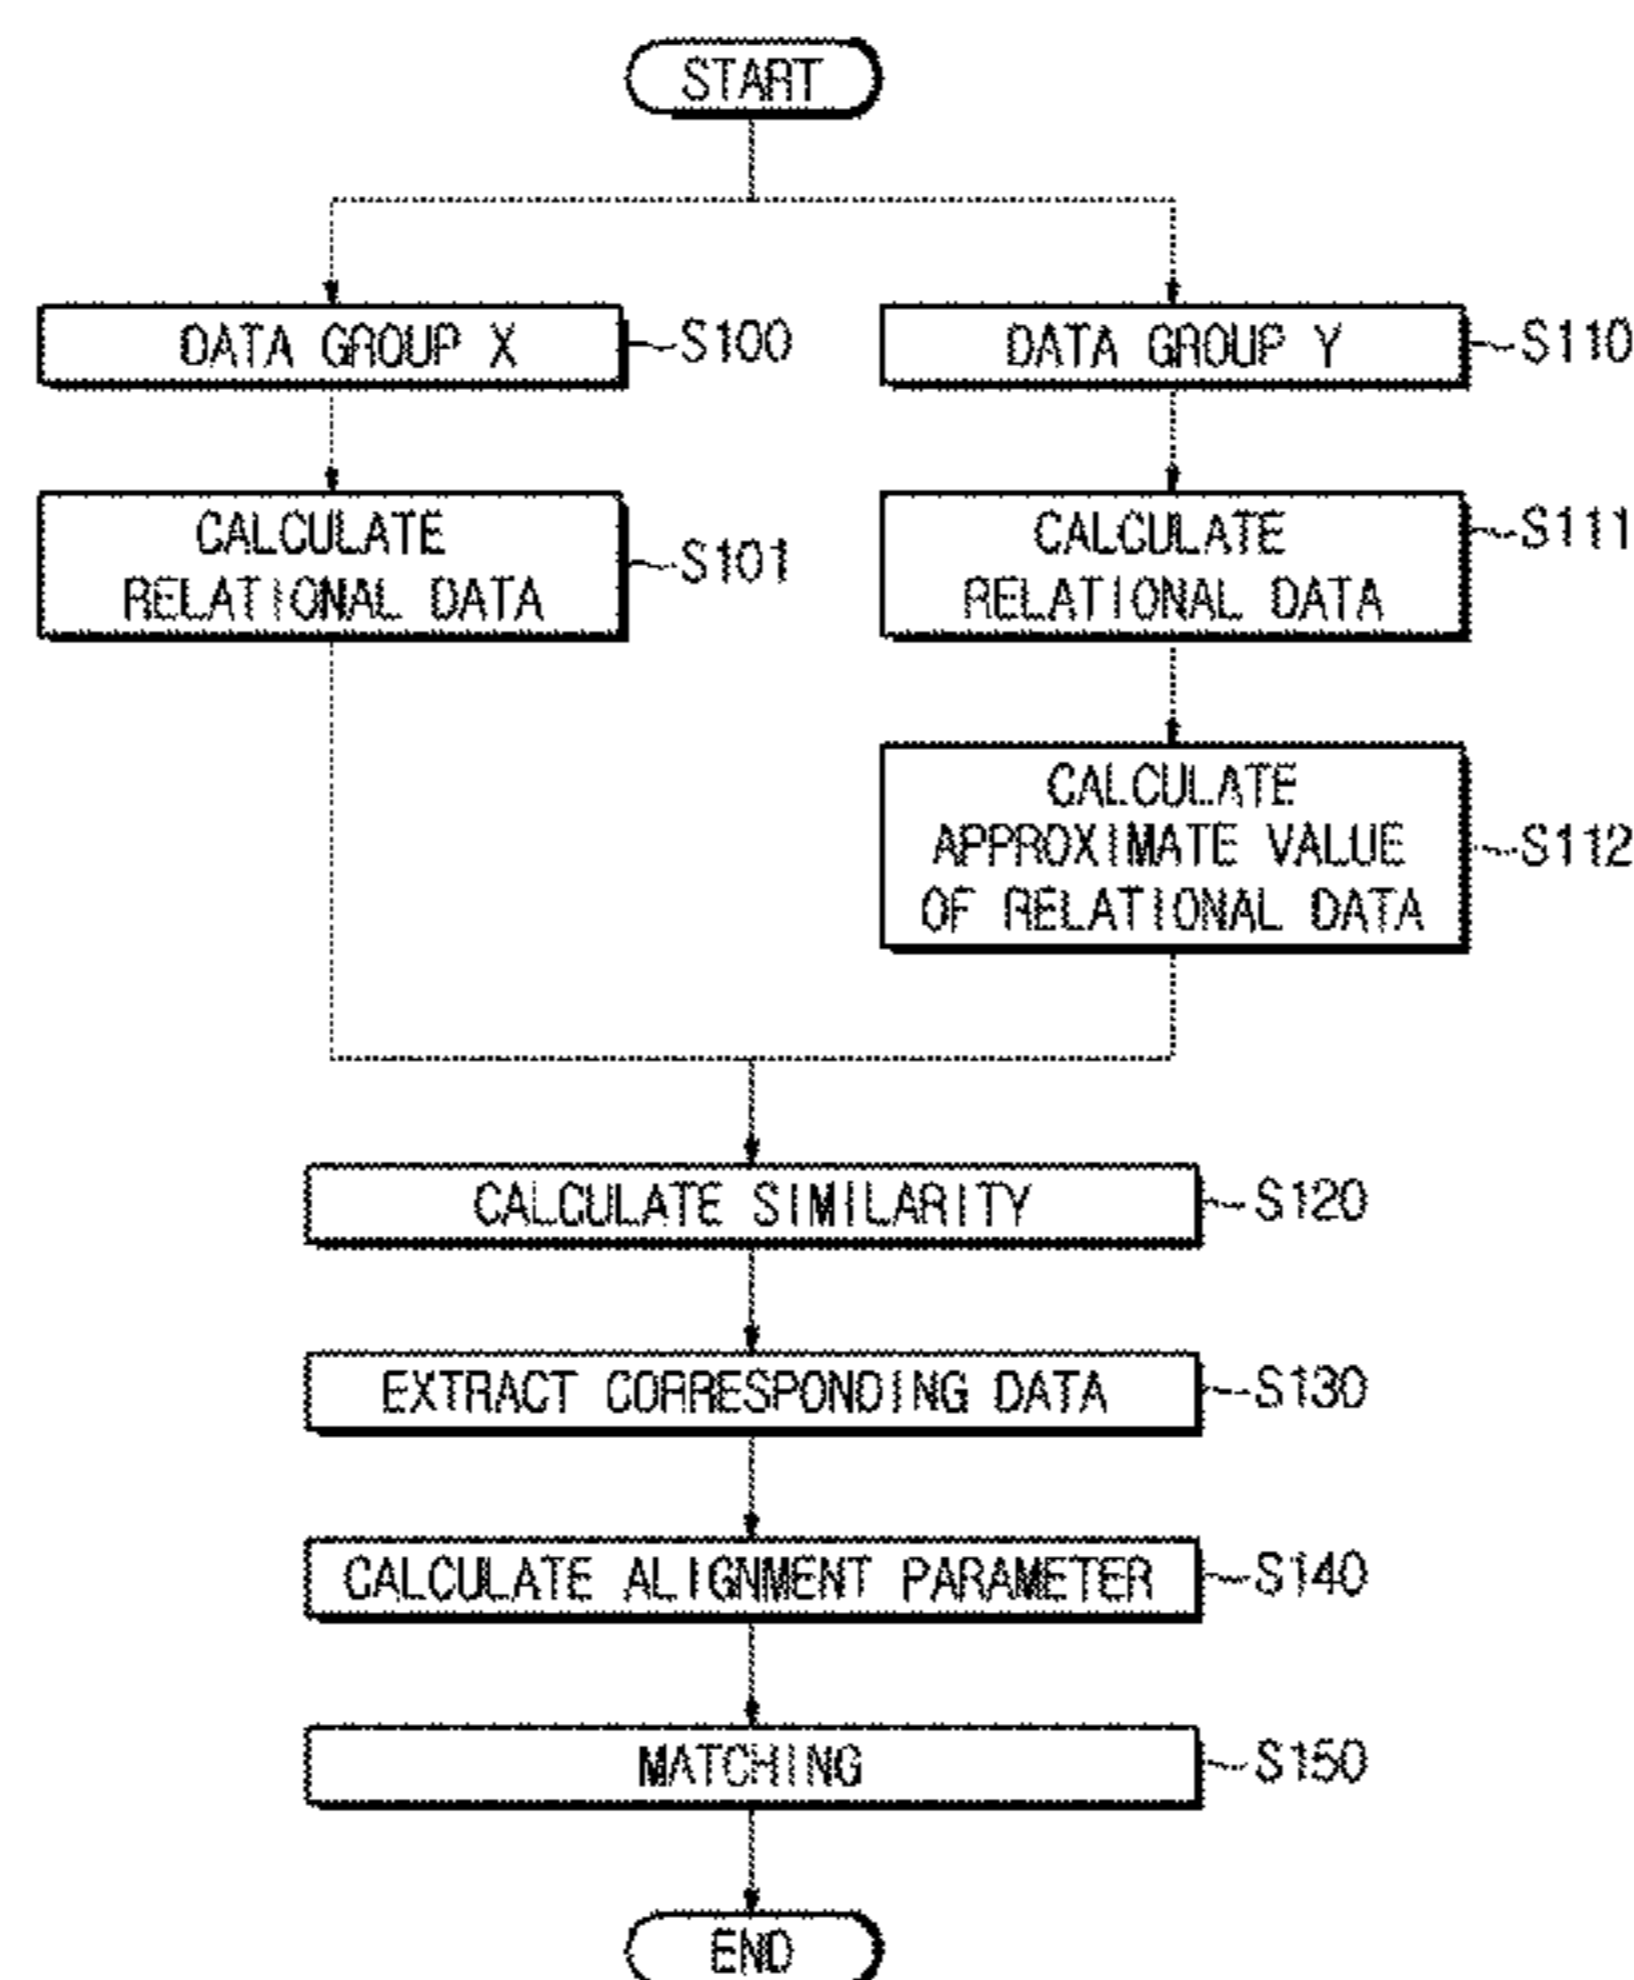 START
DATA GROUP X
S100
DATA GROUP Y
S110
CALCULATE
RELATIONAL DATA
S101
CALCULATE
RELATIONAL DATA
S111
CALCULATE
APPROXIMATE VALUE
OF RELATIONAL DATA
S112
CALCULATE SIMILARITY
S120
EXTRACT CORRESPONDING DATA
S130
CALCULATE ALIGNMENT PARAMETER
S140
MATCHING
S150
END